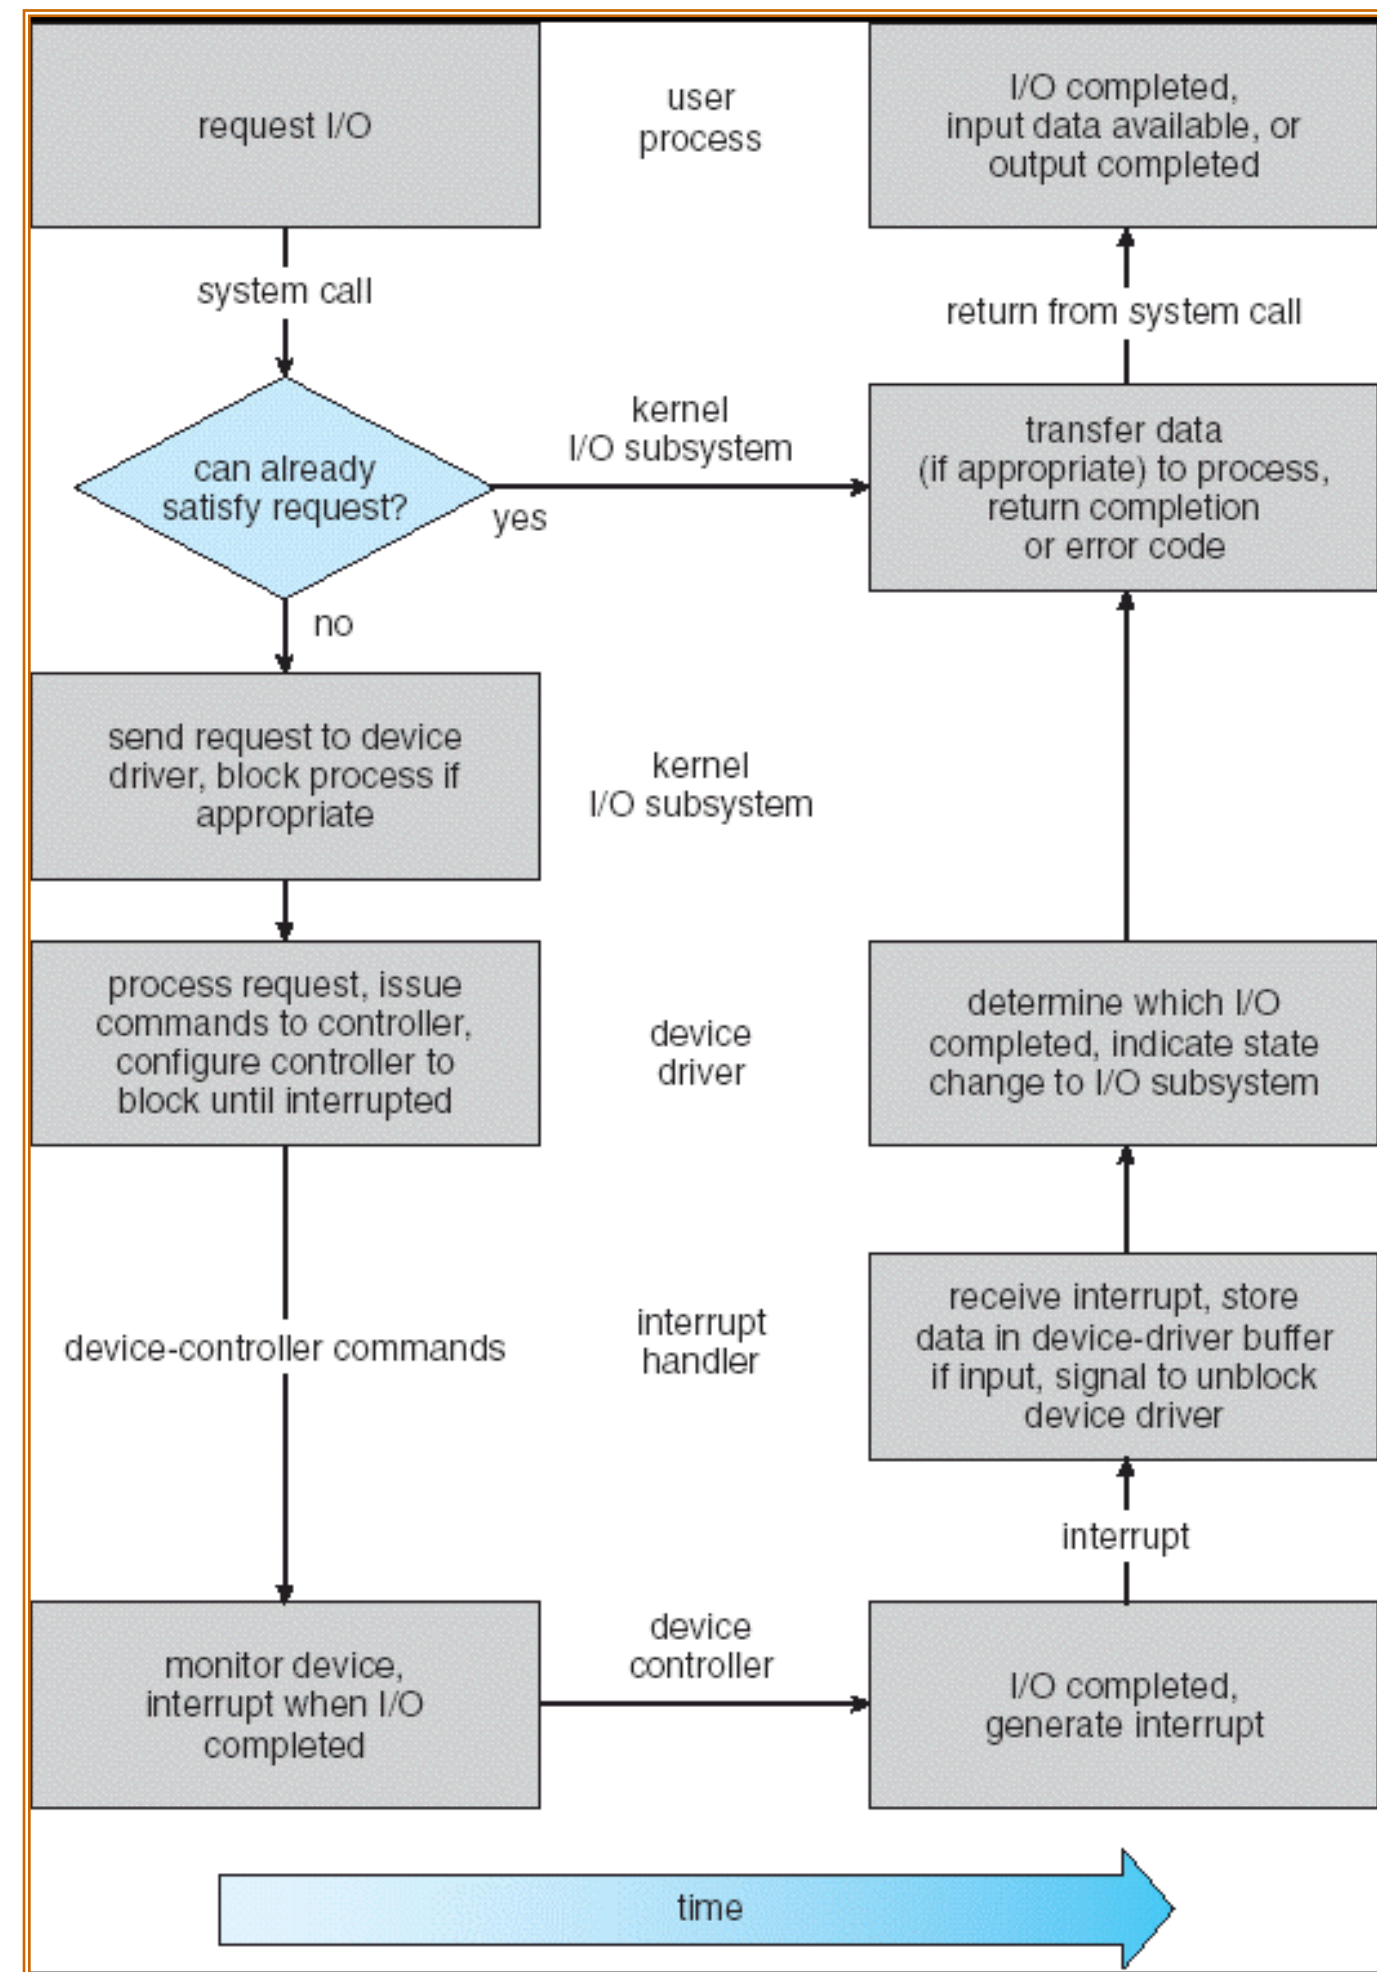 request I/O
user
process
I/O completed,
input data available, or
output completed
system call
return from system call
can already
satisfy request?
kernel
I/O subsystem
yes
transfer data
(if appropriate) to process,
return completion
or error code
no
send request to device
driver, block process if
appropriate
kernel
I/O subsystem
process request, issue
commands to controller,
configure controller to
block until interrupted
device
driver
determine which I/O
completed, indicate state
change to I/O subsystem
device-controller commands
interrupt
handler
receive interrupt, store
data in device-driver buffer
if input, signal to unblock
device driver
interrupt
monitor device,
interrupt when I/O
completed
device
controller
I/O completed,
generate interrupt
time